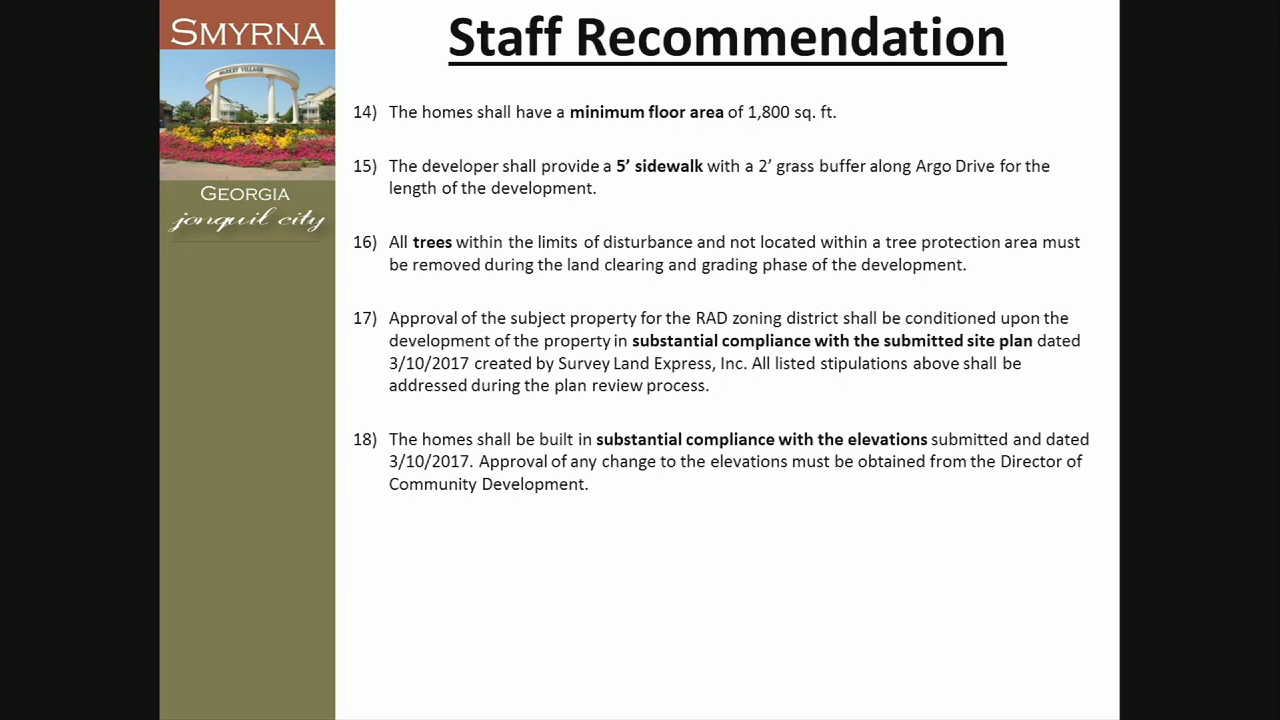 SMYRNA
MARKET VILLAGE
GEORGIA
jonquil city
Staff Recommendation
14) The homes shall have a minimum floor area of 1,800 sq. ft.
15) The developer shall provide a 5’ sidewalk with a 2’ grass buffer along Argo Drive for the
length of the development.
16) All trees within the limits of disturbance and not located within a tree protection area must
be removed during the land clearing and grading phase of the development.
17) Approval of the subject property for the RAD zoning district shall be conditioned upon the
development of the property in substantial compliance with the submitted site plan dated
3/10/2017 created by Survey Land Express, Inc. All listed stipulations above shall be
addressed during the plan review process.
18) The homes shall be built in substantial compliance with the elevations submitted and dated
3/10/2017. Approval of any change to the elevations must be obtained from the Director of
Community Development.